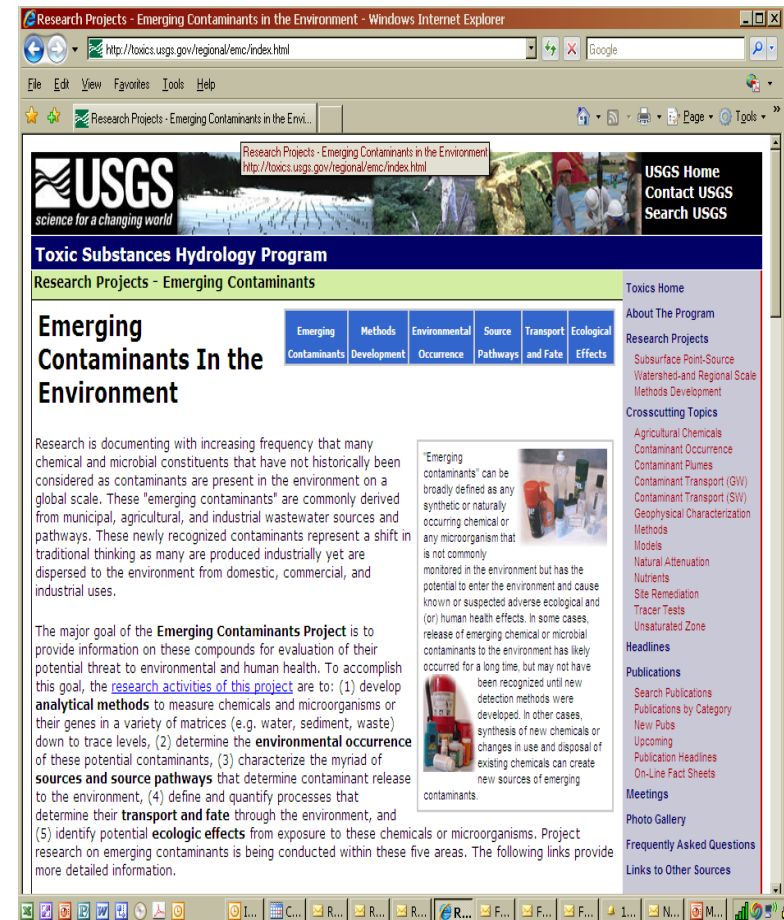 Research Projects - Emerging Contaminants in the Environment - Windows Internet Explorer
http://toxics.usgs.gov/regional/emc/index.html
Google
File Edit View Favorites Tools Help
Research Projects - Emerging Contaminants in the Envi...
Page Tools
Research Projects - Emerging Contaminants in the Environment
http://toxics.usgs.gov/regional/emc/index.html
USGS
science for a changing world
USGS Home
Contact USGS
Search USGS
Toxic Substances Hydrology Program
Research Projects - Emerging Contaminants
Emerging
Contaminants In the
Environment
Emerging Contaminants
Methods Development
Environmental Occurrence
Source Pathways
Transport and Fate
Ecological Effects
Research is documenting with increasing frequency that many
chemical and microbial constituents that have not historically been
considered as contaminants are present in the environment on a
global scale. These "emerging contaminants" are commonly derived
from municipal, agricultural, and industrial wastewater sources and
pathways. These newly recognized contaminants represent a shift in
traditional thinking as many are produced industrially yet are
dispersed to the environment from domestic, commercial, and
industrial uses.
The major goal of the Emerging Contaminants Project is to
provide information on these compounds for evaluation of their
potential threat to environmental and human health. To accomplish
this goal, the research activities of this project are to: (1) develop
analytical methods to measure chemicals and microorganisms or
their genes in a variety of matrices (e.g. water, sediment, waste)
down to trace levels, (2) determine the environmental occurrence
of these potential contaminants, (3) characterize the myriad of
sources and source pathways that determine contaminant release
to the environment, (4) define and quantify processes that
determine their transport and fate through the environment, and
(5) identify potential ecologic effects from exposure to these chemicals or microorganisms. Project
research on emerging contaminants is being conducted within these five areas. The following links provide
more detailed information.
"Emerging
contaminants" can be
broadly defined as any
synthetic or naturally
occurring chemical or
any microorganism that
is not commonly
monitored in the environment but has the
potential to enter the environment and cause
known or suspected adverse ecological and
(or) human health effects. In some cases,
release of emerging chemical or microbial
contaminants to the environment has likely
occurred for a long time, but may not have
been recognized until new
detection methods were
developed. In other cases,
synthesis of new chemicals or
changes in use and disposal of
existing chemicals can create
new sources of emerging
contaminants.
Toxics Home
About The Program
Research Projects
Subsurface Point-Source
Watershed-and Regional Scale
Methods Development
Crosscutting Topics
Agricultural Chemicals
Contaminant Occurrence
Contaminant Plumes
Contaminant Transport (GW)
Contaminant Transport (SW)
Geophysical Characterization
Methods
Models
Natural Attenuation
Nutrients
Site Remediation
Tracer Tests
Unsaturated Zone
Headlines
Publications
Search Publications
Publications by Category
New Pubs
Upcoming
Publication Headlines
On-Line Fact Sheets
Meetings
Photo Gallery
Frequently Asked Questions
Links to Other Sources
I... C... R... R... R... R... F... F... F... 1... N... M...